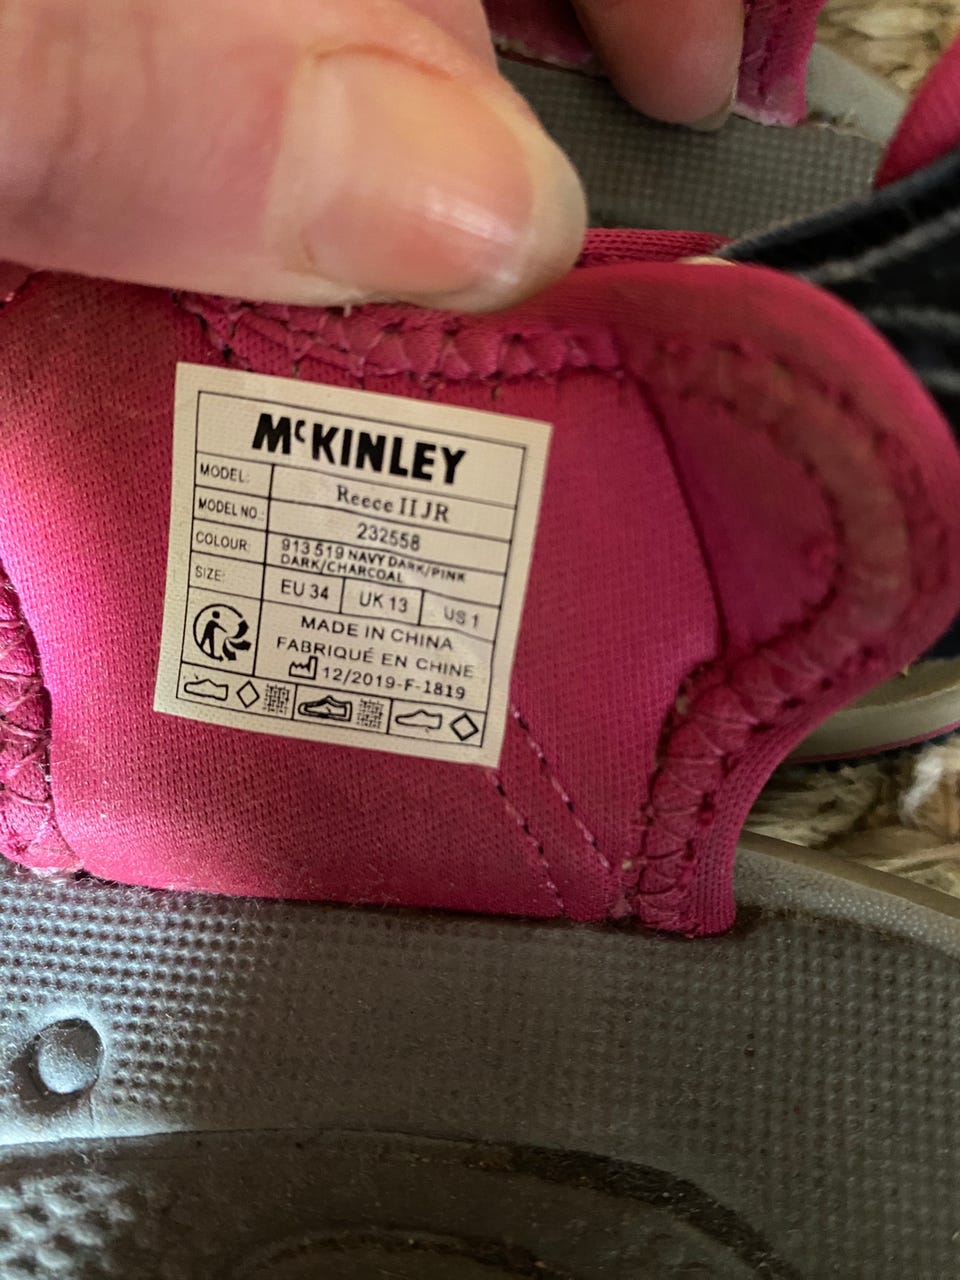 McKINLEY
MODEL: Reece II JR
MODEL NO.: 232558
COLOUR: 913 519 NAVY DARK/PINK
DARK/CHARCOAL
SIZE: EU 34 UK 13 US 1
MADE IN CHINA
FABRIQUÉ EN CHINE
12/2019-F-1819